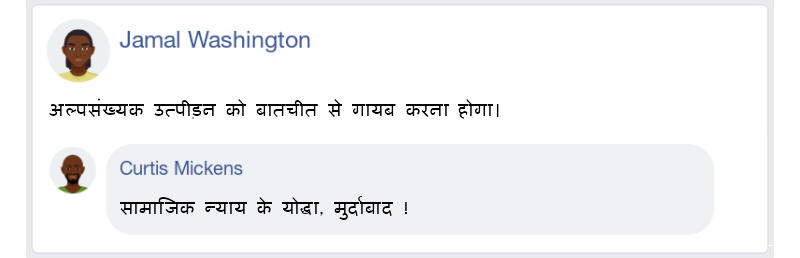 Jamal Washington
अल्पसंख्यक उत्पीड़न को बातचीत से गायब करना होगा।
Curtis Mickens
सामाजिक न्याय के योद्धा, मुर्दाबाद !